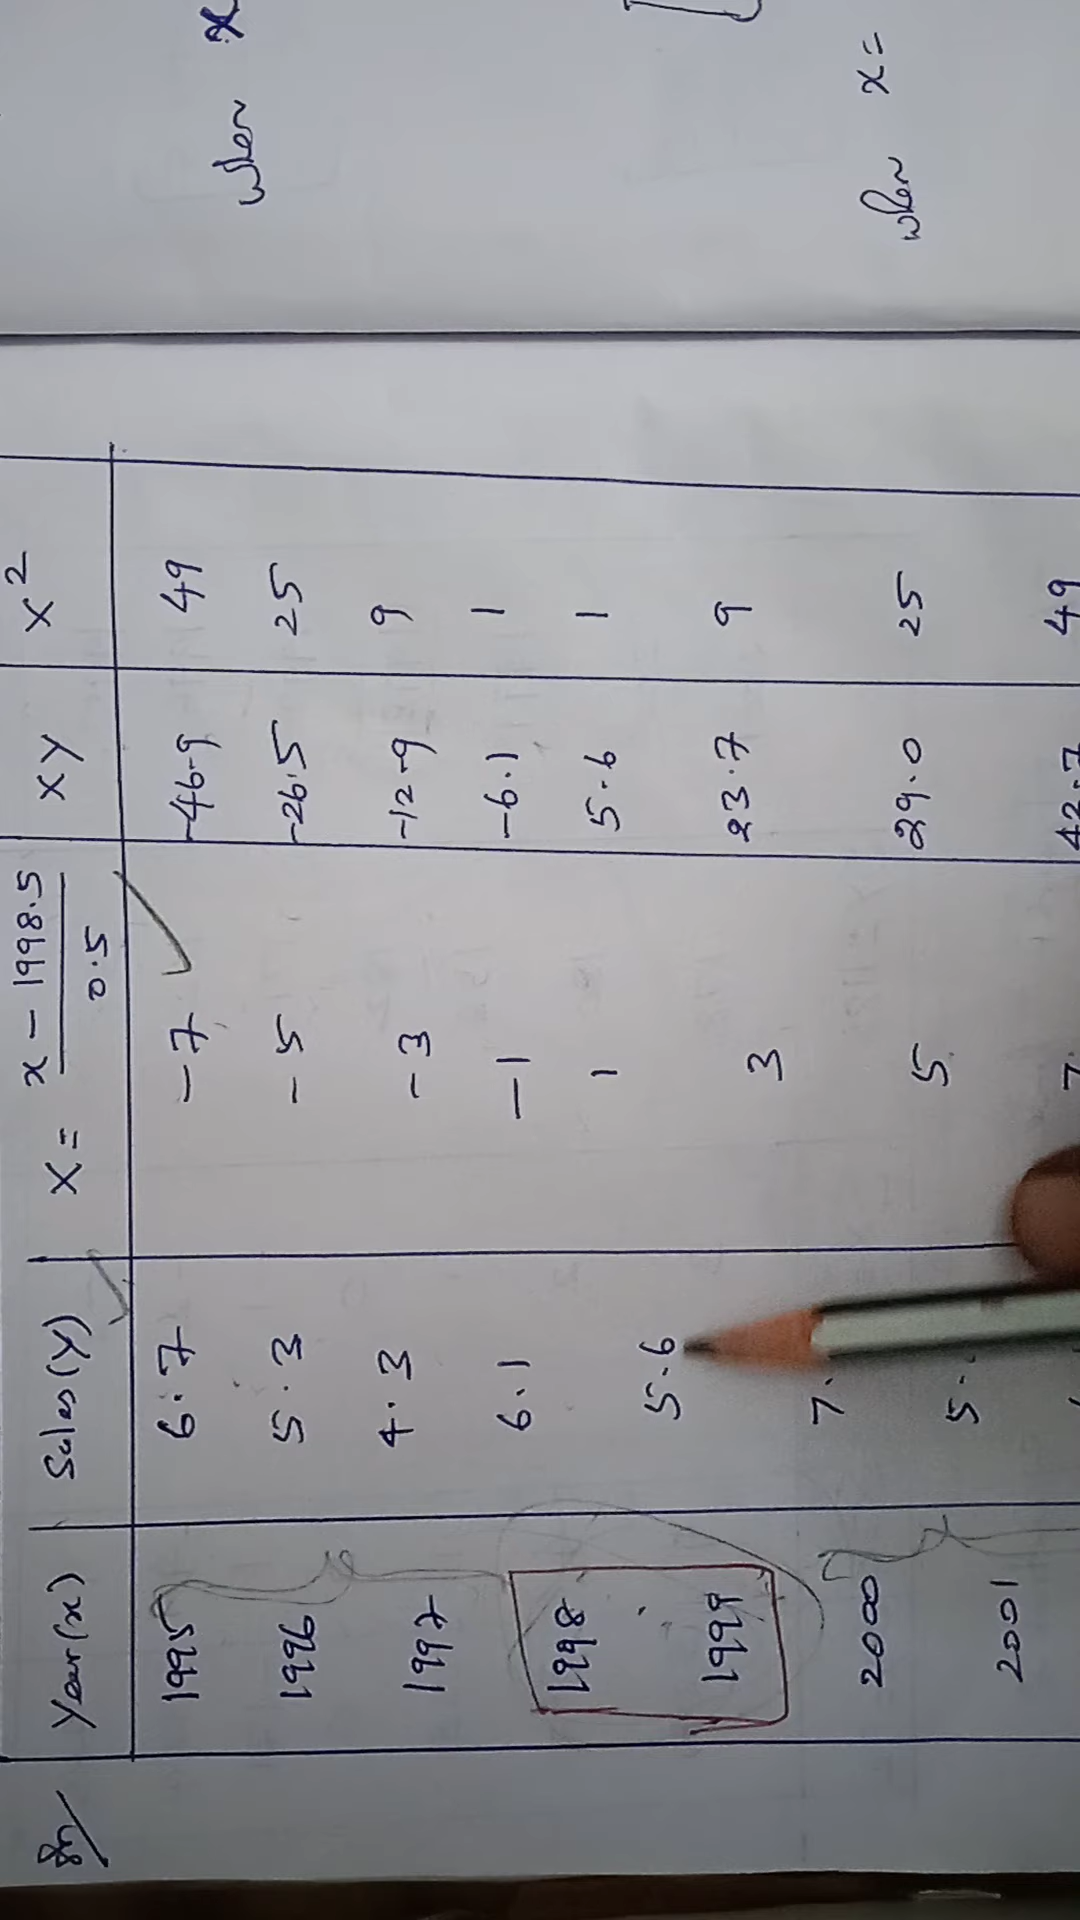 Year(x) Sales(y) X = x - 1998.5 / 0.5 XY X²
1995 6.7 -7 -46.9 49
1996 5.3 -5 -26.5 25
1997 4.3 -3 -12.9 9
1998 6.1 -1 -6.1 1
1999 5.6 1 5.6 1
2000 7. 3 23.7 9
2001 5. 5 29.0 25
7 42.7 49
when x
when x =